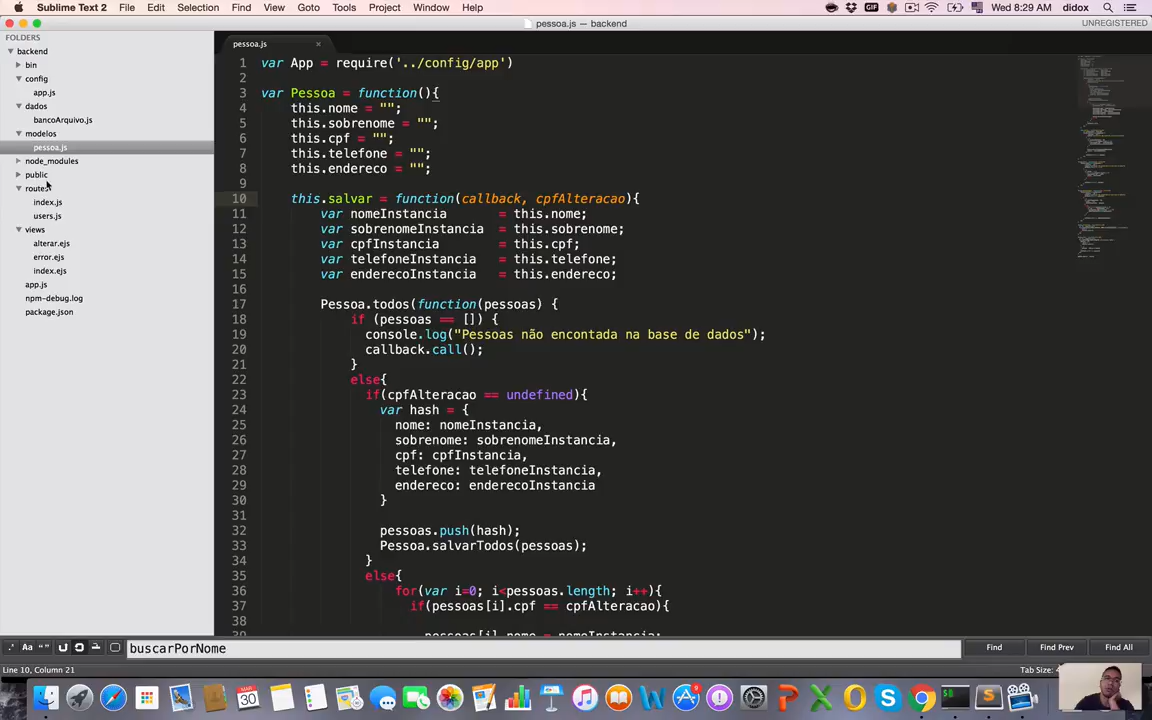 Sublime Text 2 File Edit Selection Find View Goto Tools Project Window Help GIF Wed 8:29 AM didox
pessoa.js — backend UNREGISTERED
FOLDERS
backend
bin
config
app.js
dados
bancoArquivo.js
modelos
pessoa.js
node_modules
public
routes
index.js
users.js
views
alterar.ejs
error.ejs
index.ejs
app.js
npm-debug.log
package.json
pessoa.js ×
1 var App = require('../config/app')
2
3 var Pessoa = function(){
4 this.nome = "";
5 this.sobrenome = "";
6 this.cpf = "";
7 this.telefone = "";
8 this.endereco = "";
9
10 this.salvar = function(callback, cpfAlteracao){
11 var nomeInstancia = this.nome;
12 var sobrenomeInstancia = this.sobrenome;
13 var cpfInstancia = this.cpf;
14 var telefoneInstancia = this.telefone;
15 var enderecoInstancia = this.endereco;
16
17 Pessoa.todos(function(pessoas) {
18 if (pessoas == []) {
19 console.log("Pessoas não encontada na base de dados");
20 callback.call();
21 }
22 else{
23 if(cpfAlteracao == undefined){
24 var hash = {
25 nome: nomeInstancia,
26 sobrenome: sobrenomeInstancia,
27 cpf: cpfInstancia,
28 telefone: telefoneInstancia,
29 endereco: enderecoInstancia
30 }
31
32 pessoas.push(hash);
33 Pessoa.salvarTodos(pessoas);
34 }
35 else{
36 for(var i=0; i<pessoas.length; i++){
37 if(pessoas[i].cpf == cpfAlteracao){
38
39 pessoas[i].nome = nomeInstancia;
.* Aa “” buscarPorNome Find Find Prev Find All
Line 10, Column 21 Tab Size: 4
30